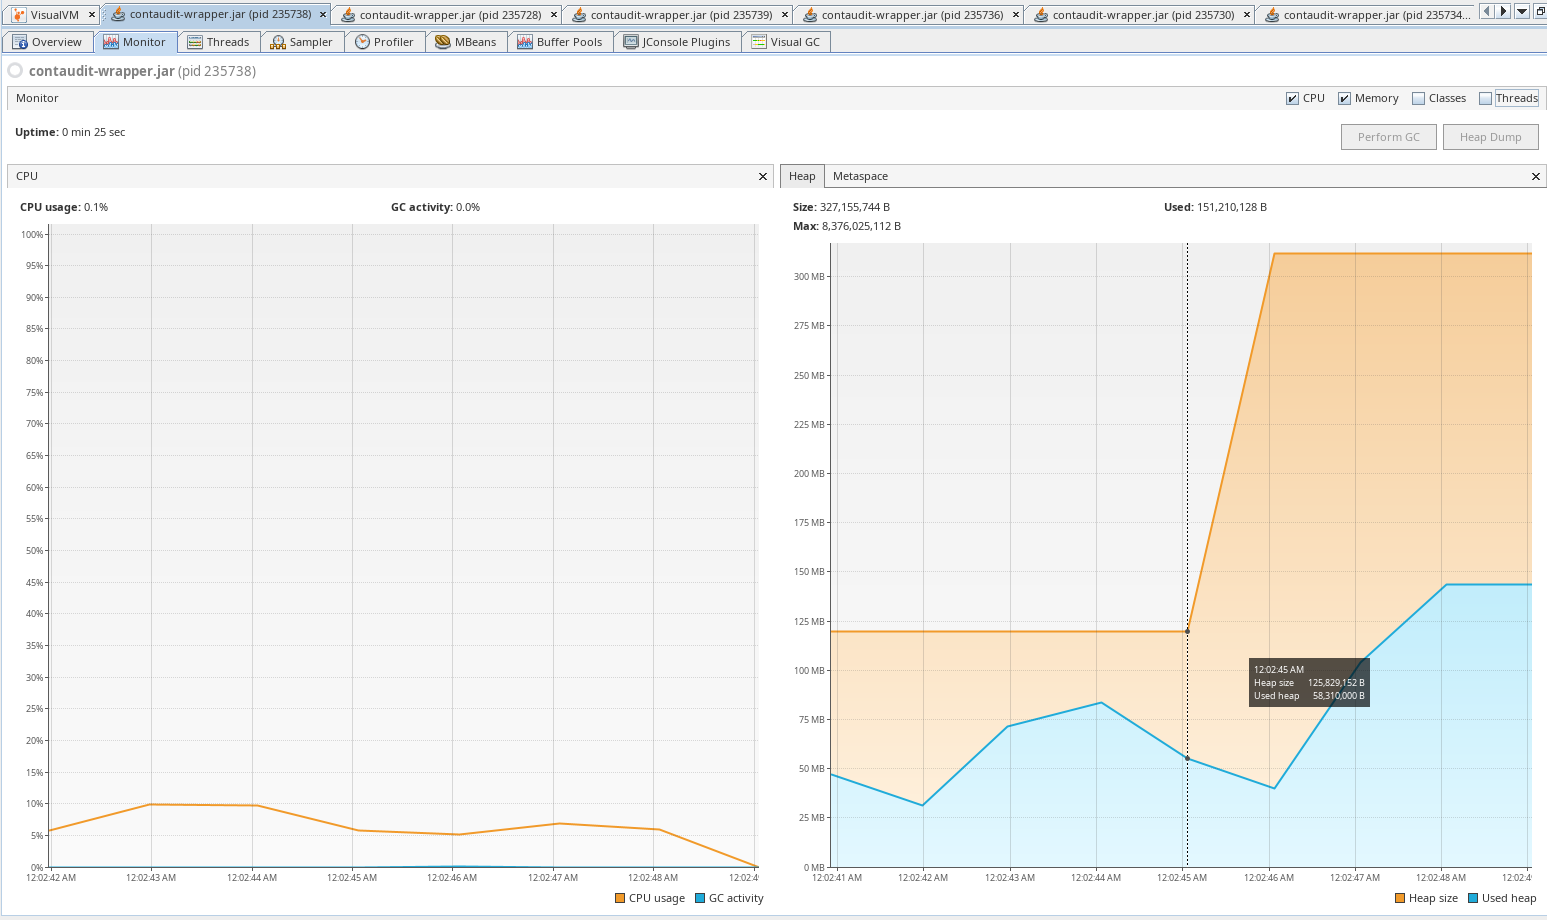 VisualVM
contaudit-wrapper.jar (pid 235738)
contaudit-wrapper.jar (pid 235728)
contaudit-wrapper.jar (pid 235739)
contaudit-wrapper.jar (pid 235736)
contaudit-wrapper.jar (pid 235730)
contaudit-wrapper.jar (pid 235734...
Overview
Monitor
Threads
Sampler
Profiler
MBeans
Buffer Pools
JConsole Plugins
Visual GC
contaudit-wrapper.jar (pid 235738)
Monitor
CPU
Memory
Classes
Threads
Uptime: 0 min 25 sec
Perform GC
Heap Dump
CPU
CPU usage: 0.1%
GC activity: 0.0%
100%
95%
90%
85%
80%
75%
70%
65%
60%
55%
50%
45%
40%
35%
30%
25%
20%
15%
10%
5%
0%
12:02:42 AM
12:02:43 AM
12:02:44 AM
12:02:45 AM
12:02:46 AM
12:02:47 AM
12:02:48 AM
12:02:4
CPU usage
GC activity
Heap
Metaspace
Size: 327,155,744 B
Used: 151,210,128 B
Max: 8,376,025,112 B
300 MB
275 MB
250 MB
225 MB
200 MB
175 MB
150 MB
125 MB
100 MB
75 MB
50 MB
25 MB
0 MB
12:02:45 AM
Heap size 125,829,152 B
Used heap 58,310,000 B
12:02:41 AM
12:02:42 AM
12:02:43 AM
12:02:44 AM
12:02:45 AM
12:02:46 AM
12:02:47 AM
12:02:48 AM
12:02:4
Heap size
Used heap